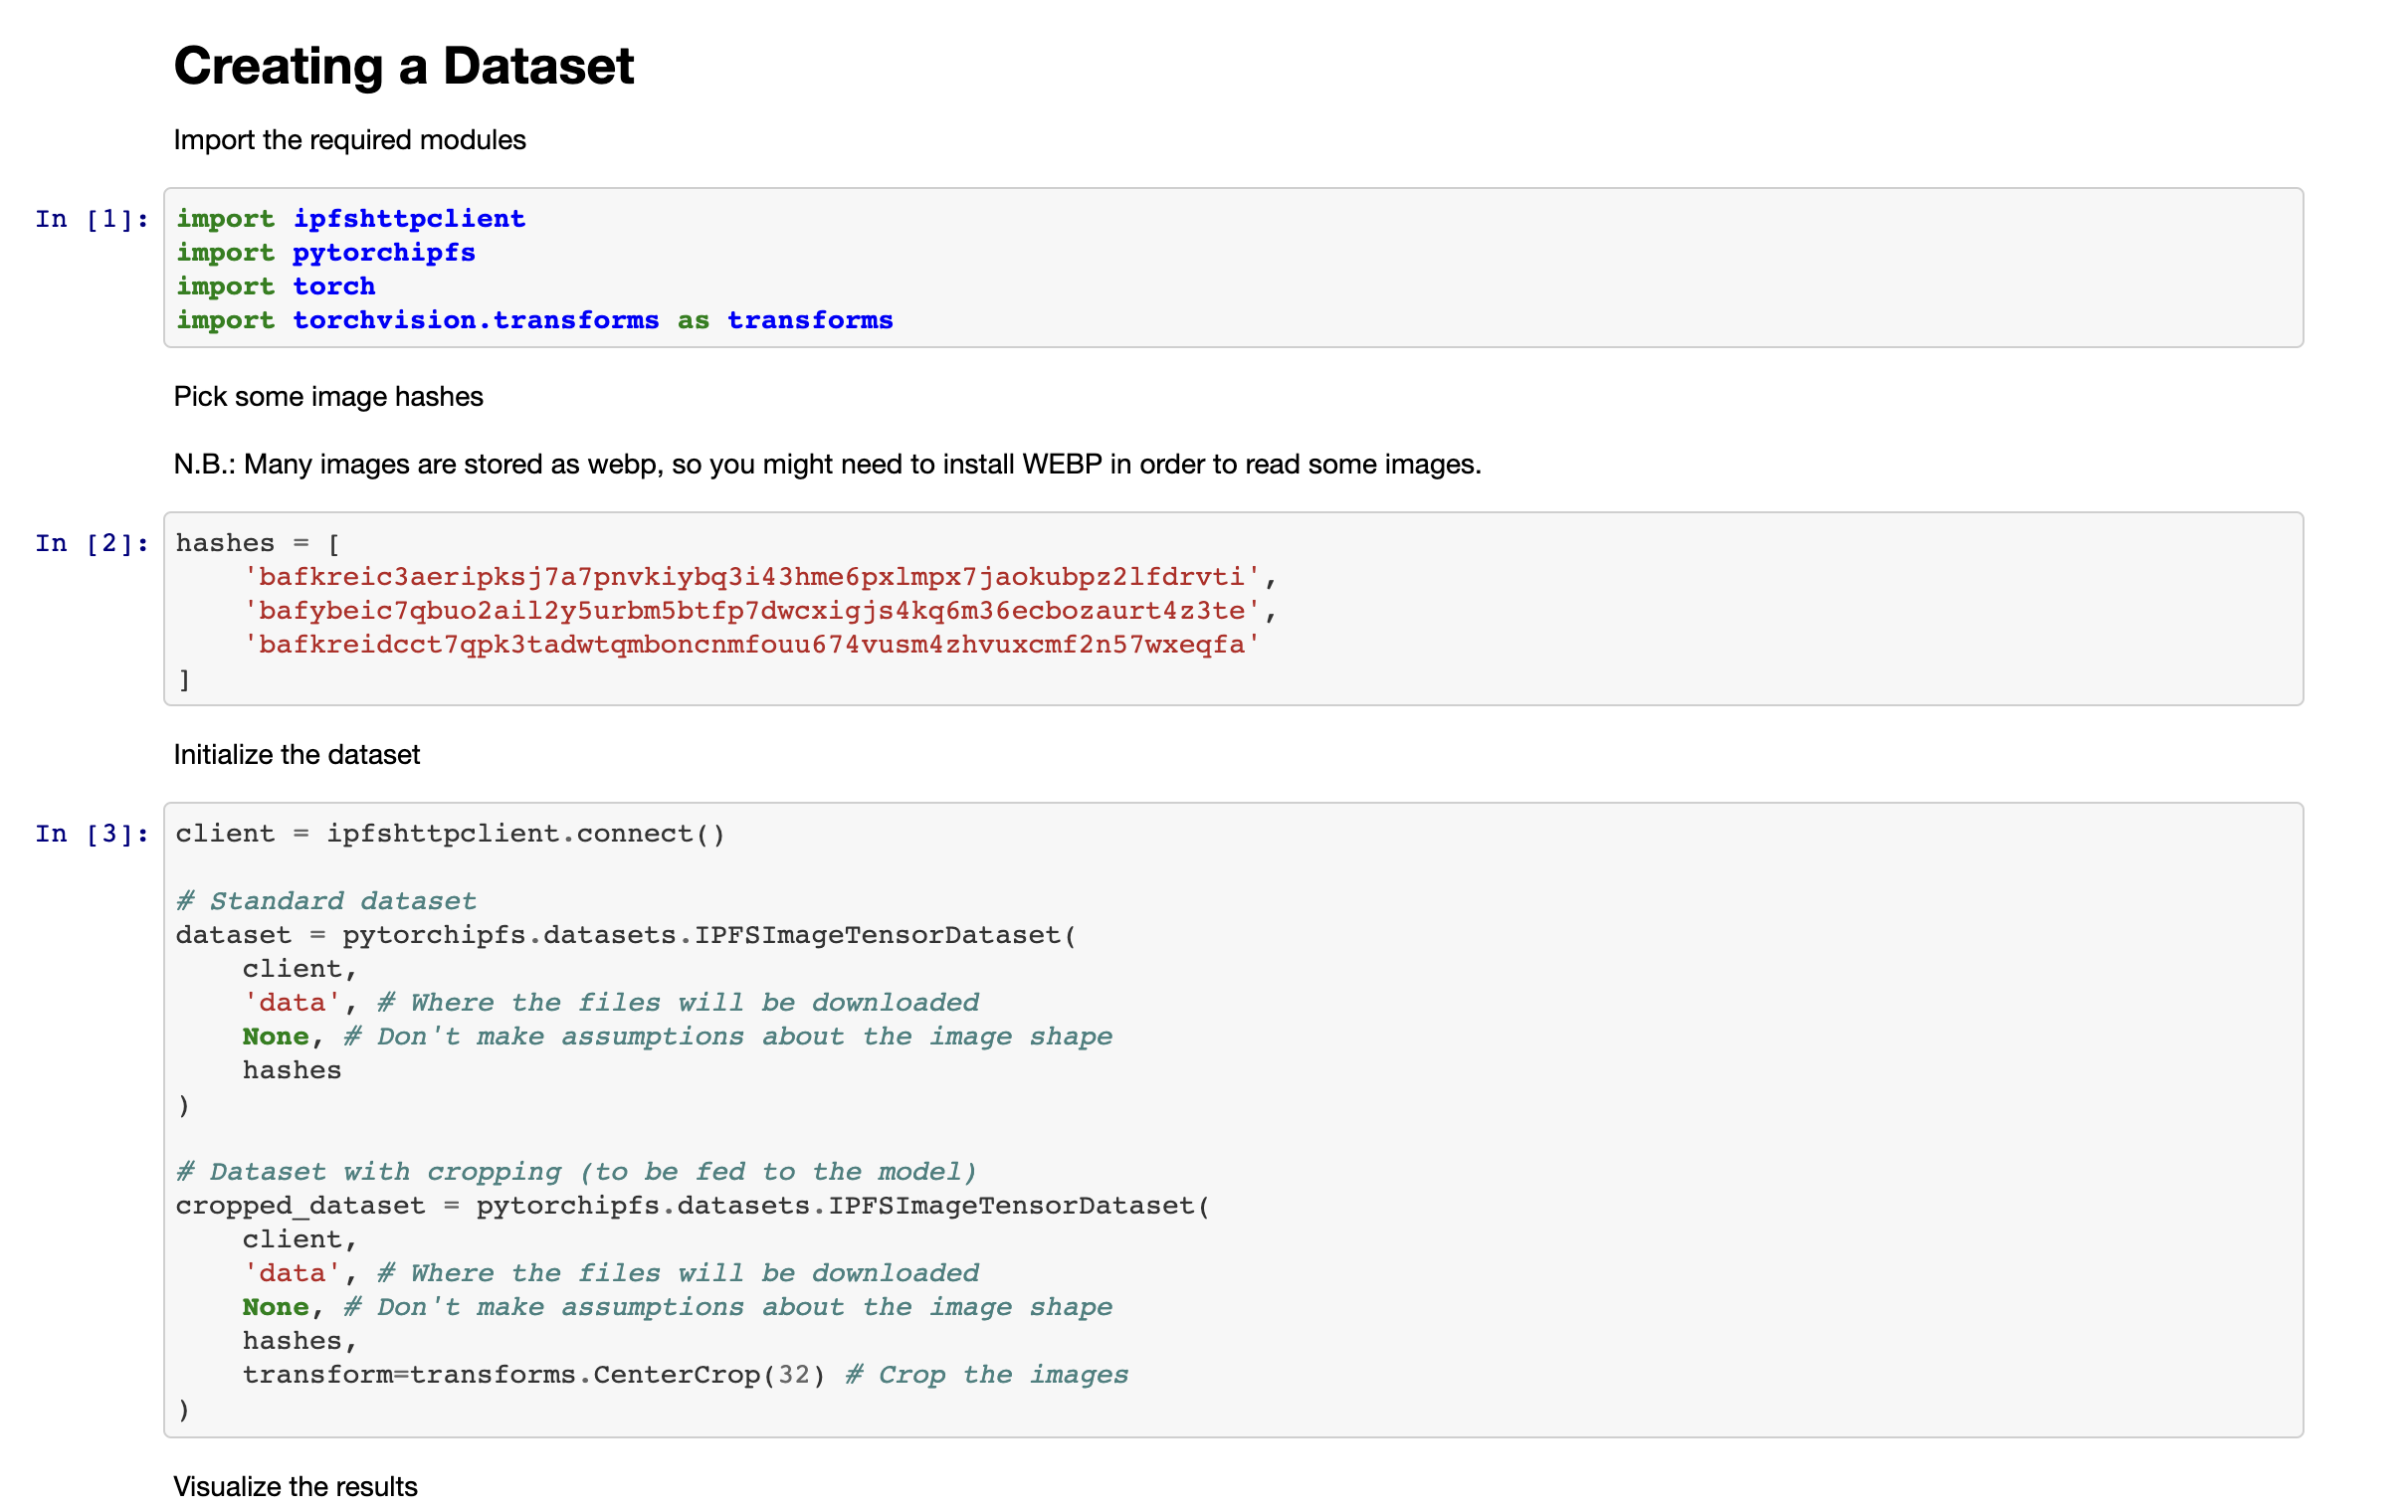 Creating a Dataset
Import the required modules
In [1]:
import ipfshttpclient
import pytorchipfs
import torch
import torchvision.transforms as transforms
Pick some image hashes
N.B.: Many images are stored as webp, so you might need to install WEBP in order to read some images.
In [2]:
hashes = [
    'bafkreic3aeripksj7a7pnvkiybq3i43hme6pxlmpx7jaokubpz2lfdrvti',
    'bafybeic7qbuo2ail2y5urbm5btfp7dwcxigjs4kq6m36ecbozaurt4z3te',
    'bafkreidcct7qpk3tadwtqmboncnmfouu674vusm4zhvuxcmf2n57wxeqfa'
]
Initialize the dataset
In [3]:
client = ipfshttpclient.connect()
# Standard dataset
dataset = pytorchipfs.datasets.IPFSImageTensorDataset(
    client,
    'data', # Where the files will be downloaded
    None, # Don't make assumptions about the image shape
    hashes
)
# Dataset with cropping (to be fed to the model)
cropped_dataset = pytorchipfs.datasets.IPFSImageTensorDataset(
    client,
    'data', # Where the files will be downloaded
    None, # Don't make assumptions about the image shape
    hashes,
    transform=transforms.CenterCrop(32) # Crop the images
)
Visualize the results